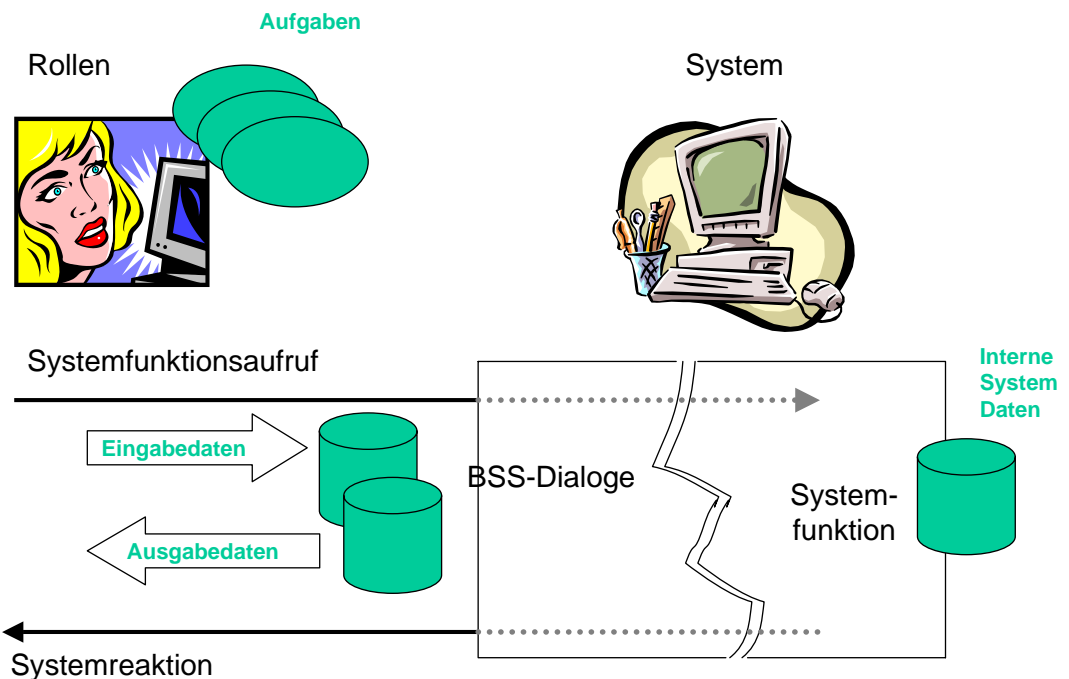 Aufgaben
Rollen
System
Systemfunktionsaufruf
Interne
System
Daten
Eingabedaten
BSS-Dialoge
System-
funktion
Ausgabedaten
Systemreaktion